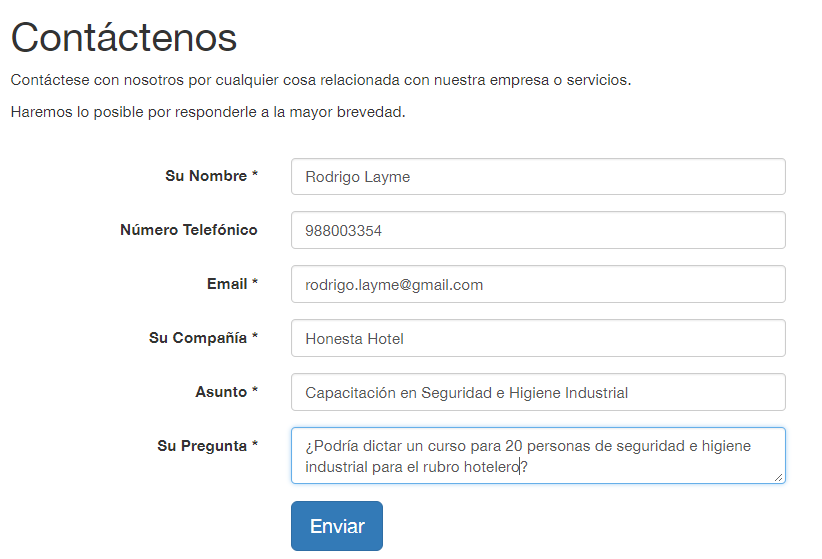 Contáctenos
Contáctese con nosotros por cualquier cosa relacionada con nuestra empresa o servicios.
Haremos lo posible por responderle a la mayor brevedad.
Su Nombre * Rodrigo Layme
Número Telefónico 988003354
Email * rodrigo.layme@gmail.com
Su Compañía * Honesta Hotel
Asunto * Capacitación en Seguridad e Higiene Industrial
Su Pregunta * ¿Podría dictar un curso para 20 personas de seguridad e higiene
industrial para el rubro hotelero?
Enviar